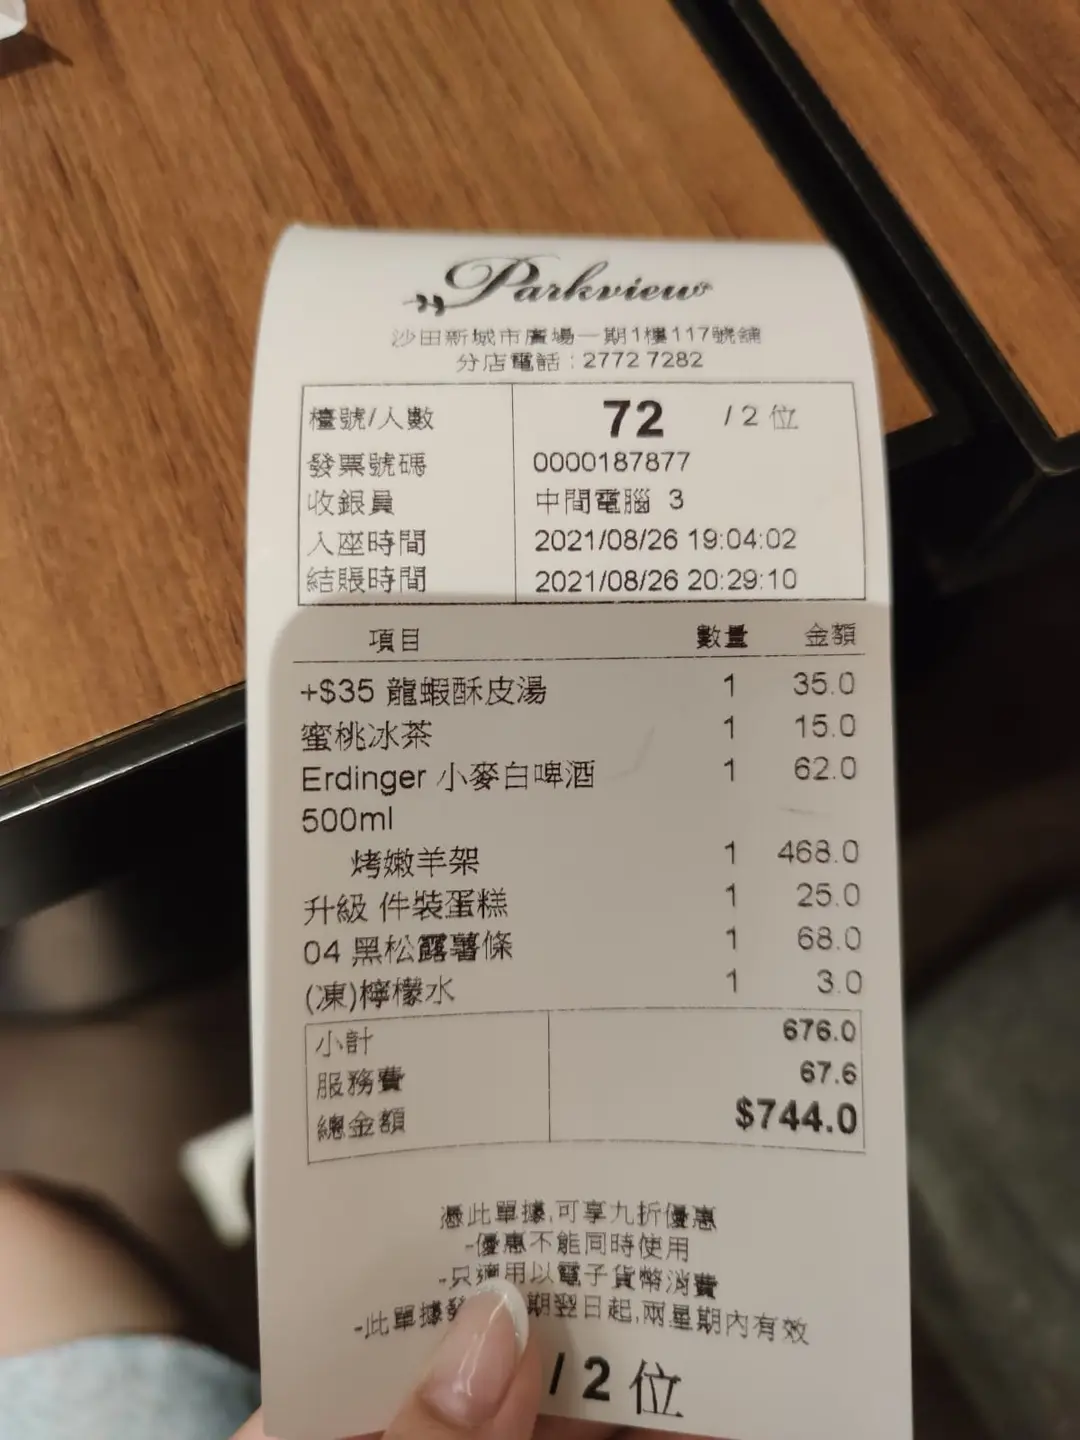 Parkview
沙田新城市廣場一期1樓117號舖
分店電話 : 2772 7282
檯號/人數 72 / 2 位
發票號碼 0000187877
收銀員 中間電腦 3
入座時間 2021/08/26 19:04:02
結賬時間 2021/08/26 20:29:10
項目 數量 金額
+$35 龍蝦酥皮湯 1 35.0
蜜桃冰茶 1 15.0
Erdinger 小麥白啤酒 1 62.0
500ml
烤嫩羊架 1 468.0
升級 件裝蛋糕 1 25.0
04 黑松露薯條 1 68.0
(凍)檸檬水 1 3.0
小計 676.0
服務費 67.6
總金額 $744.0
憑此單據,可享九折優惠
-優惠不能同時使用
-只適用以電子貨幣消費
-此單據發 期翌日起,兩星期內有效
/ 2 位